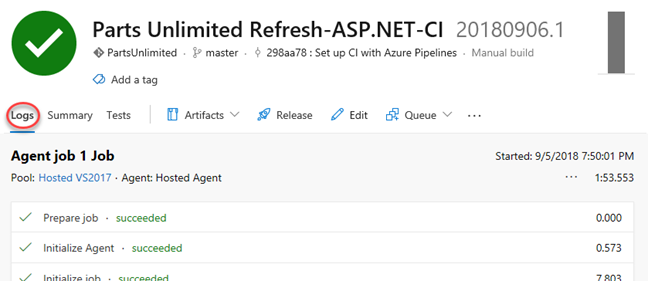 Parts Unlimited Refresh-ASP.NET-CI 20180906.1
PartsUnlimited · master · 298aa78 : Set up CI with Azure Pipelines · Manual build
Add a tag
Logs Summary Tests Artifacts Release Edit Queue ···
Agent job 1 Job Started: 9/5/2018 7:50:01 PM
Pool: Hosted VS2017 · Agent: Hosted Agent ··· 1:53.553
Prepare job · succeeded 0.000
Initialize Agent · succeeded 0.573
Initialize job · succeeded 7.803